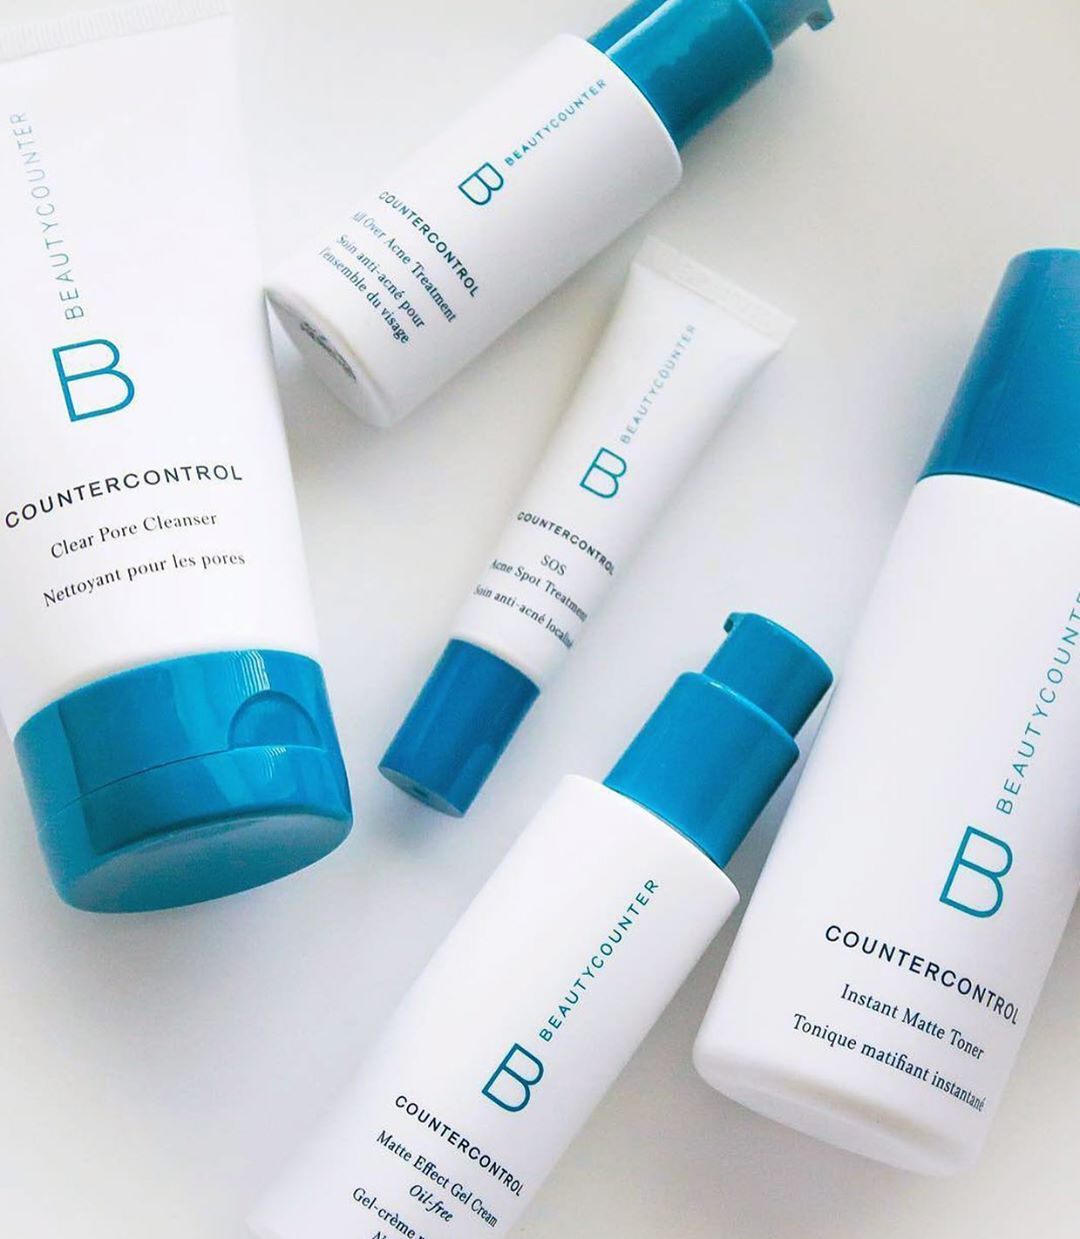 BEAUTYCOUNTER
B
COUNTERCONTROL
Clear Pore Cleanser
Nettoyant pour les pores
BEAUTYCOUNTER
B
COUNTERCONTROL
All Over Acne Treatment
Soin anti-acné pour
l'ensemble du visage
BEAUTYCOUNTER
B
COUNTERCONTROL
SOS
Acne Spot Treatment
Soin anti-acné localisé
BEAUTYCOUNTER
B
COUNTERCONTROL
Matte Effect Gel Cream
Oil-free
Gel-crème
BEAUTYCOUNTER
B
COUNTERCONTROL
Instant Matte Toner
Tonique matifiant instantané